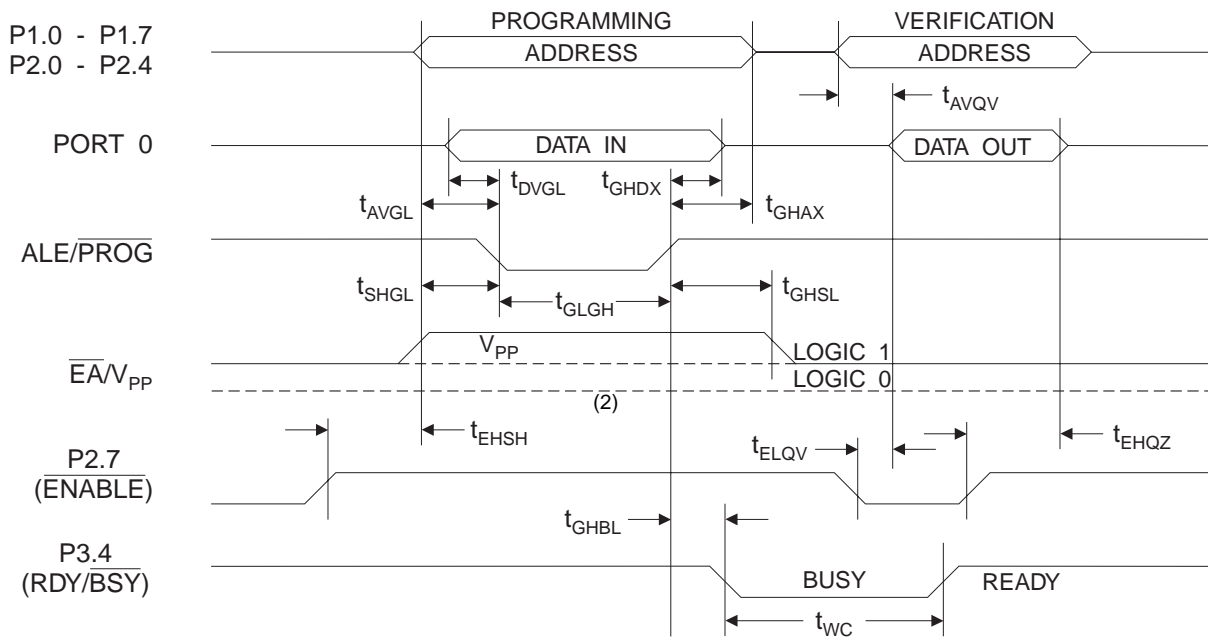 PROGRAMMING
VERIFICATION
P1.0 - P1.7
P2.0 - P2.4
ADDRESS
ADDRESS
tAVQV
PORT 0
DATA IN
DATA OUT
tDVGL
tGHDX
tAVGL
tGHAX
ALE/PROG
tSHGL
tGLGH
tGHSL
VPP
LOGIC 1
EA/VPP
LOGIC 0
(2)
tEHSH
tELQV
tEHQZ
P2.7
(ENABLE)
tGHBL
P3.4
(RDY/BSY)
BUSY
READY
tWC